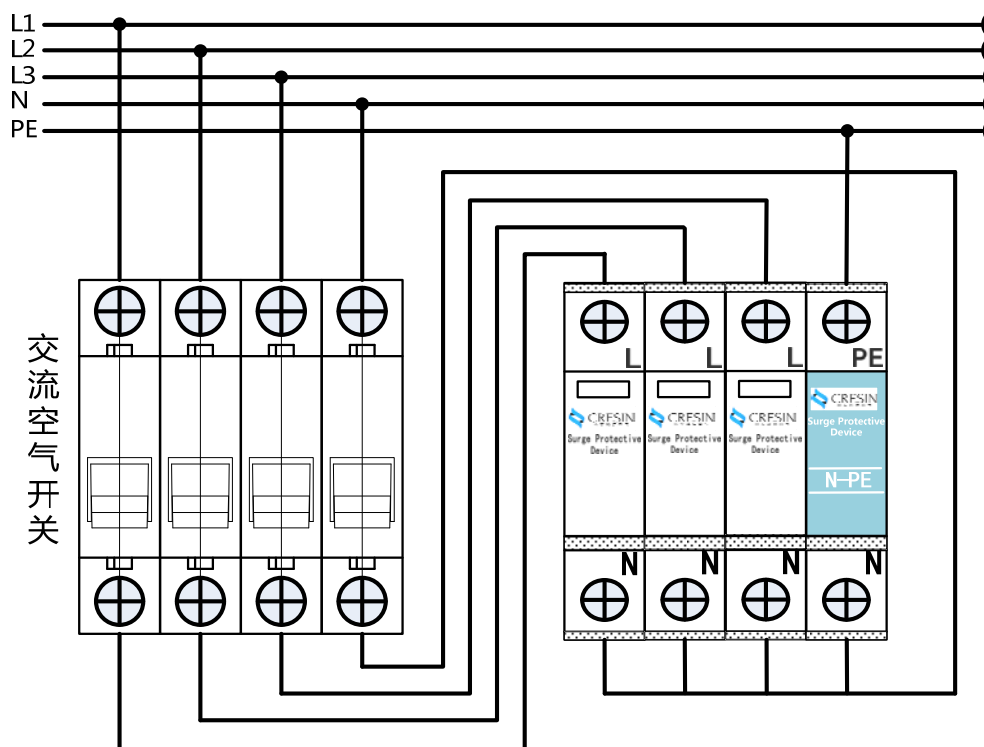 L1
L2
L3
N
PE
交流空气开关
L
L
L
PE
CRESIN
Surge Protective
Device
CRESIN
Surge Protective
Device
CRESIN
Surge Protective
Device
CRESIN
Surge Protective
Device
N-PE
N
N
N
N